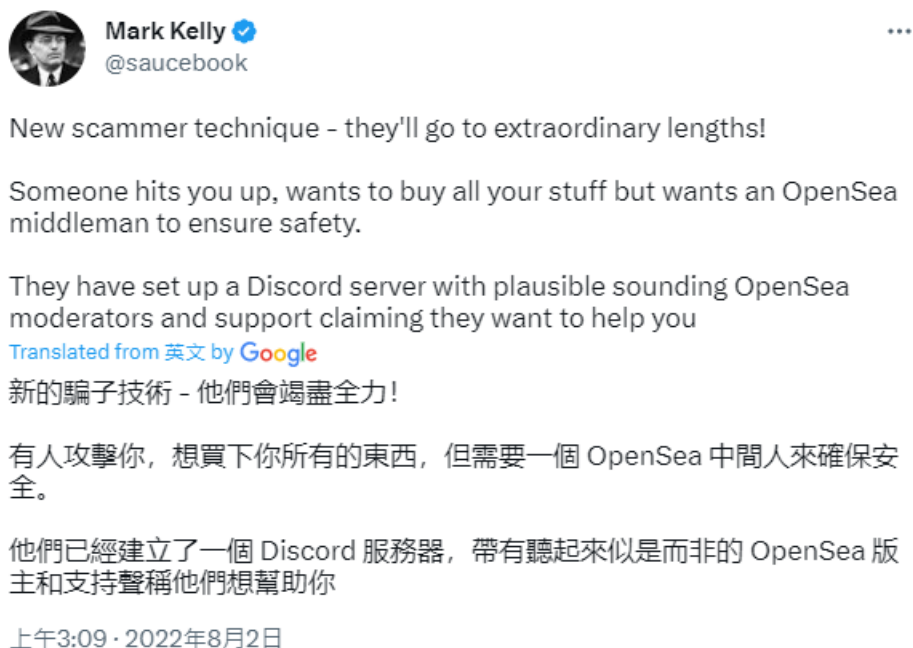 Mark Kelly
@saucebook
New scammer technique - they'll go to extraordinary lengths!
Someone hits you up, wants to buy all your stuff but wants an OpenSea
middleman to ensure safety.
They have set up a Discord server with plausible sounding OpenSea
moderators and support claiming they want to help you
Translated from 英文 by Google
新的騙子技術 - 他們會竭盡全力！
有人攻擊你，想買下你所有的東西，但需要一個 OpenSea 中間人來確保安
全。
他們已經建立了一個 Discord 服務器，帶有聽起來似是而非的 OpenSea 版
主和支持聲稱他們想幫助你
上午3:09 · 2022年8月2日